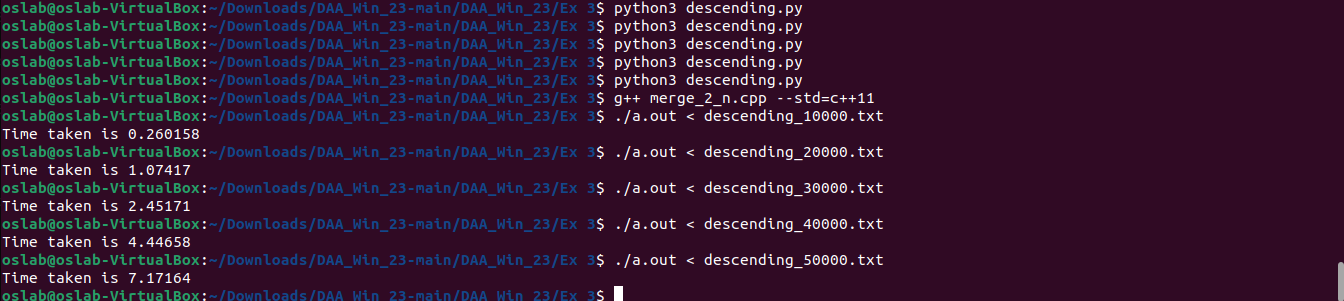 oslab@oslab-VirtualBox:~/Downloads/DAA_Win_23-main/DAA_Win_23/Ex 3$ python3 descending.py
oslab@oslab-VirtualBox:~/Downloads/DAA_Win_23-main/DAA_Win_23/Ex 3$ python3 descending.py
oslab@oslab-VirtualBox:~/Downloads/DAA_Win_23-main/DAA_Win_23/Ex 3$ python3 descending.py
oslab@oslab-VirtualBox:~/Downloads/DAA_Win_23-main/DAA_Win_23/Ex 3$ python3 descending.py
oslab@oslab-VirtualBox:~/Downloads/DAA_Win_23-main/DAA_Win_23/Ex 3$ python3 descending.py
oslab@oslab-VirtualBox:~/Downloads/DAA_Win_23-main/DAA_Win_23/Ex 3$ g++ merge_2_n.cpp --std=c++11
oslab@oslab-VirtualBox:~/Downloads/DAA_Win_23-main/DAA_Win_23/Ex 3$ ./a.out < descending_10000.txt
Time taken is 0.260158
oslab@oslab-VirtualBox:~/Downloads/DAA_Win_23-main/DAA_Win_23/Ex 3$ ./a.out < descending_20000.txt
Time taken is 1.07417
oslab@oslab-VirtualBox:~/Downloads/DAA_Win_23-main/DAA_Win_23/Ex 3$ ./a.out < descending_30000.txt
Time taken is 2.45171
oslab@oslab-VirtualBox:~/Downloads/DAA_Win_23-main/DAA_Win_23/Ex 3$ ./a.out < descending_40000.txt
Time taken is 4.44658
oslab@oslab-VirtualBox:~/Downloads/DAA_Win_23-main/DAA_Win_23/Ex 3$ ./a.out < descending_50000.txt
Time taken is 7.17164
oslab@oslab-VirtualBox:~/Downloads/DAA_Win_23-main/DAA_Win_23/Ex 3$